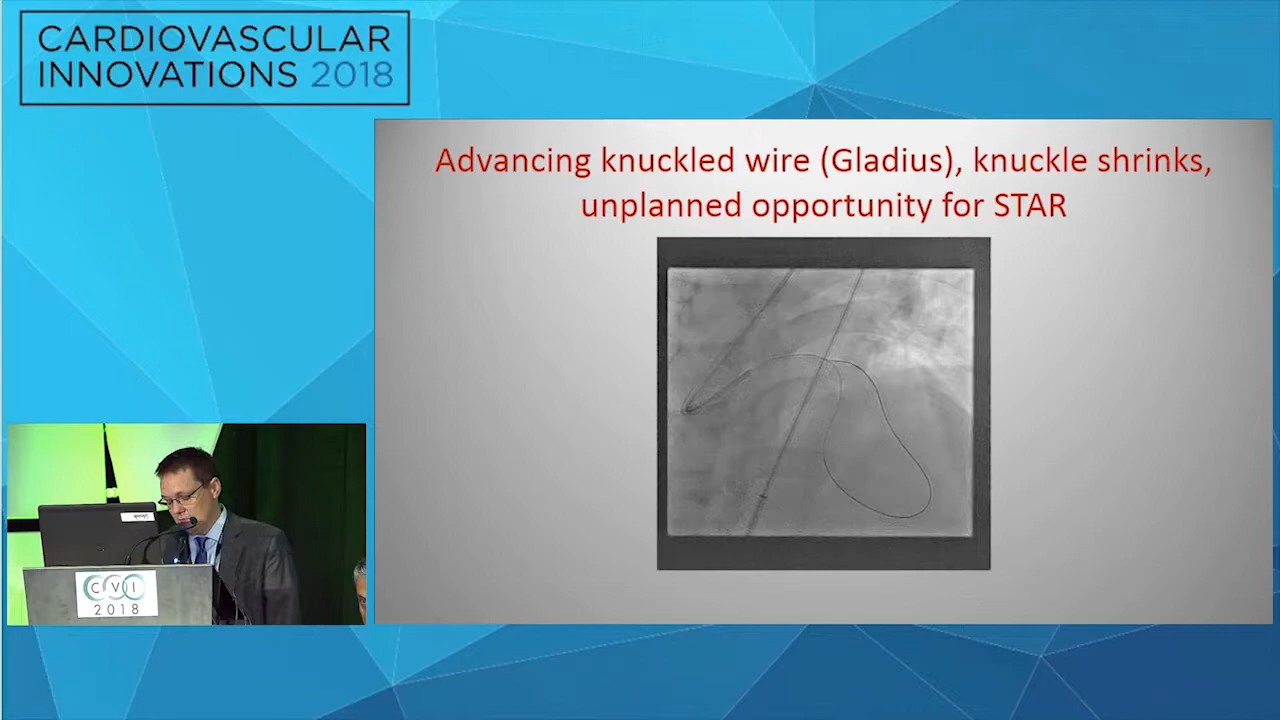 CARDIOVASCULAR
INNOVATIONS 2018
Advancing knuckled wire (Gladius), knuckle shrinks,
unplanned opportunity for STAR
CVI
2018